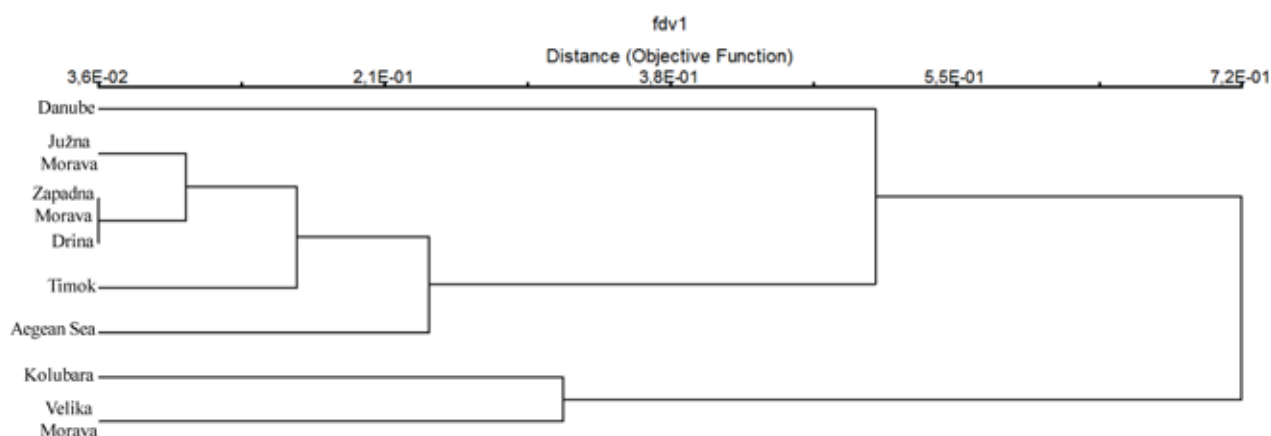 fdv1
Distance (Objective Function)
3,6E-02 2,1E-01 3,8E-01 5,5E-01 7,2E-01
Danube
Južna
Morava
Zapadna
Morava
Drina
Timok
Aegean Sea
Kolubara
Velika
Morava